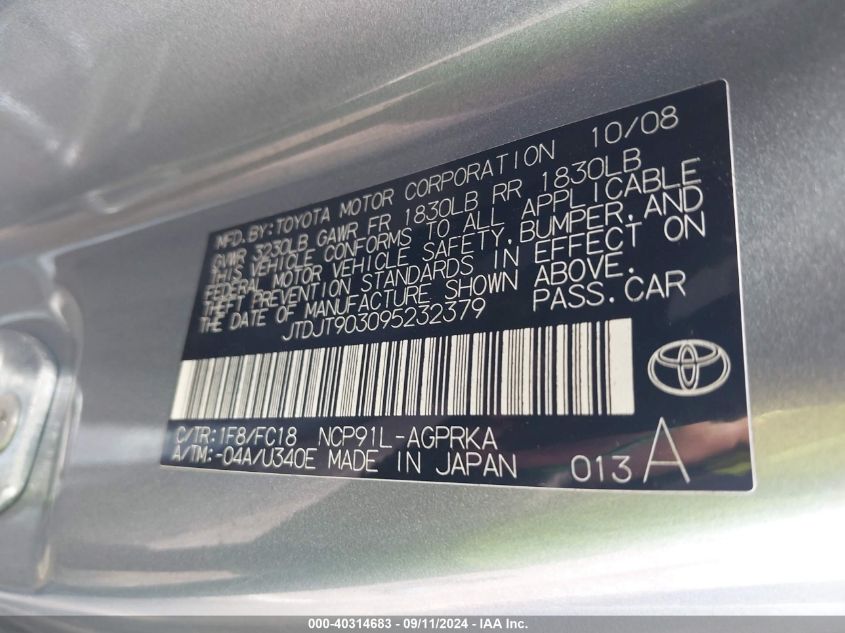 MFD.BY:TOYOTA MOTOR CORPORATION 10/08
GVWR 3230LB GAWR FR 1830LB RR 1830LB
THIS VEHICLE CONFORMS TO ALL APPLICABLE
FEDERAL MOTOR VEHICLE SAFETY,BUMPER,AND
THEFT PREVENTION STANDARDS IN EFFECT ON
THE DATE OF MANUFACTURE SHOWN ABOVE.
JTDJT903095232379 PASS.CAR
C/TR:1F8/FC18 NCP91L-AGPRKA
A/TM:-04A/U340E MADE IN JAPAN 013A
000-40314683 - 09/11/2024 - IAA Inc.